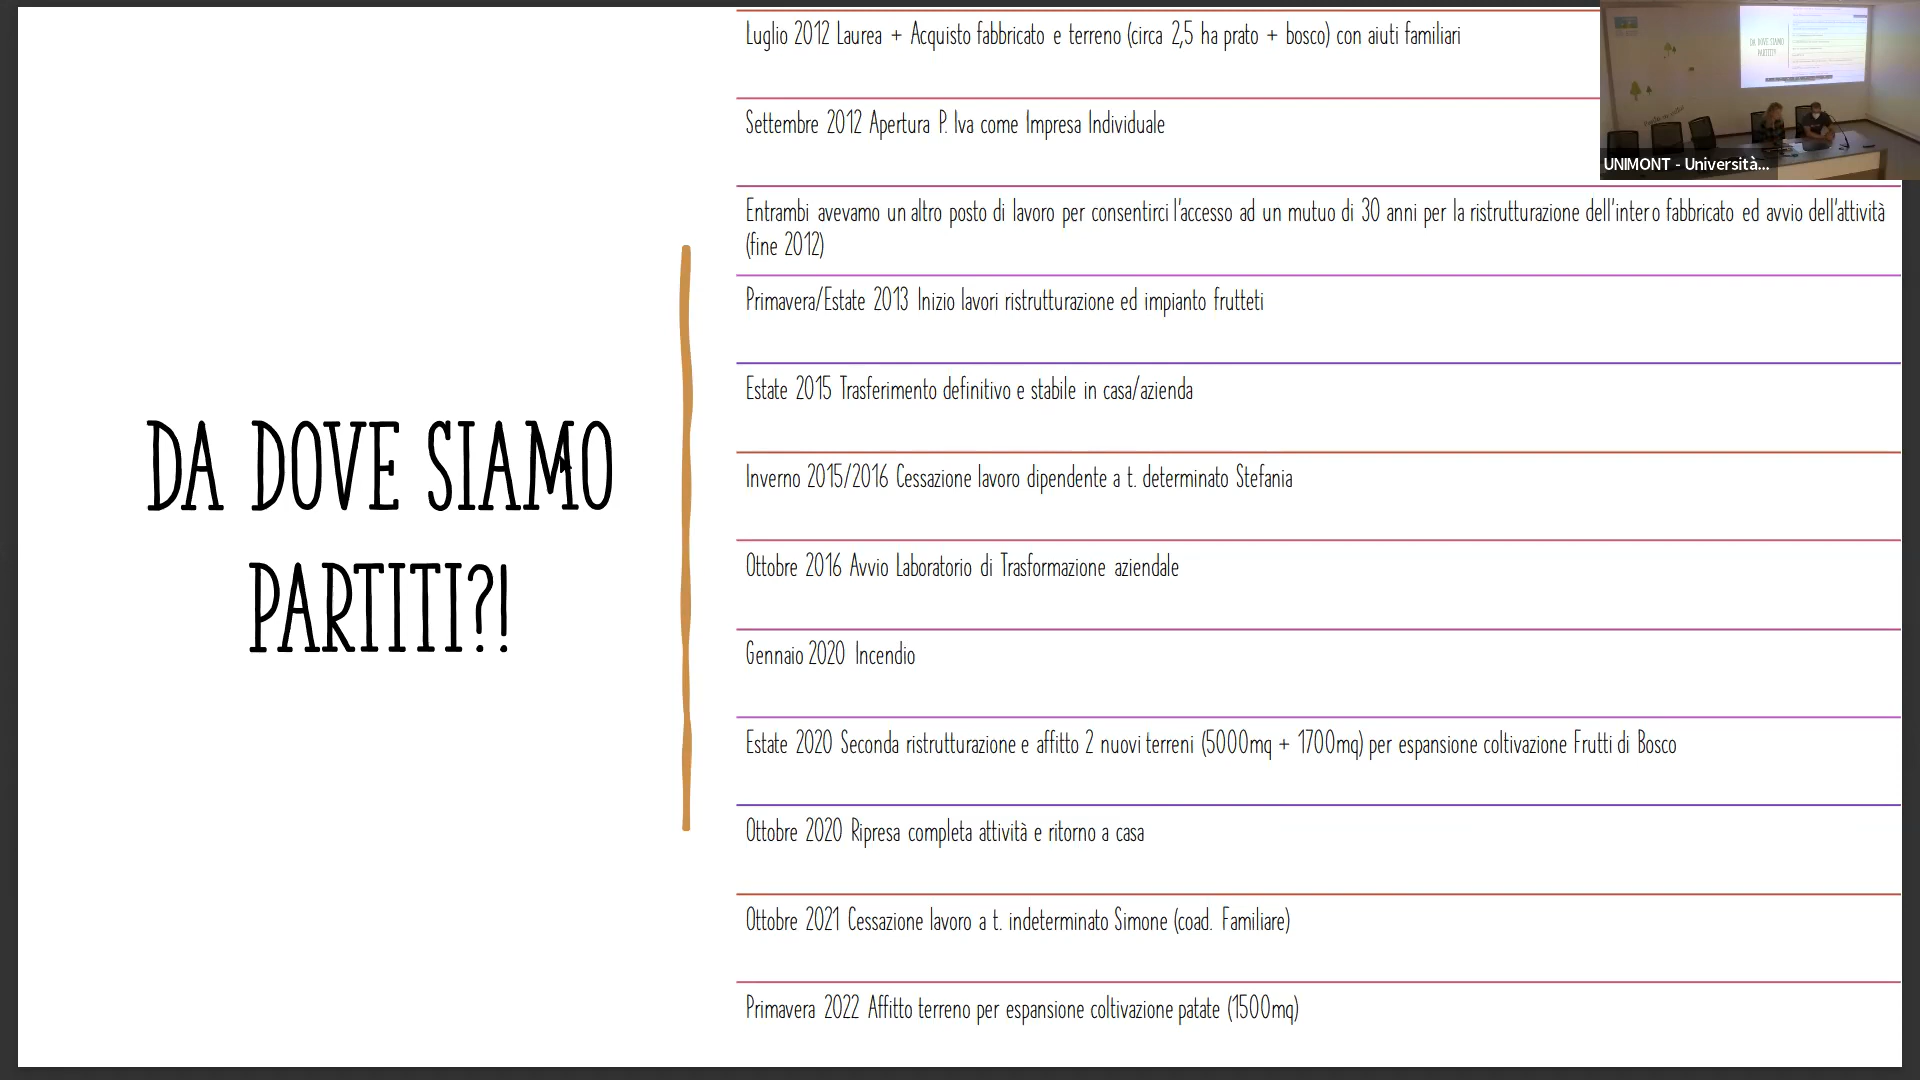 DA DOVE SIAMO
PARTITI?!
Luglio 2012 Laurea + Acquisto fabbricato e terreno (circa 2,5 ha prato + bosco) con aiuti familiari
Settembre 2012 Apertura P. Iva come Impresa Individuale
Entrambi avevamo un altro posto di lavoro per consentirci l'accesso ad un mutuo di 30 anni per la ristrutturazione dell'intero fabbricato ed avvio dell'attività
(fine 2012)
Primavera/Estate 2013 Inizio lavori ristrutturazione ed impianto frutteti
Estate 2015 Trasferimento definitivo e stabile in casa/azienda
Inverno 2015/2016 Cessazione lavoro dipendente a t. determinato Stefania
Ottobre 2016 Avvio Laboratorio di Trasformazione aziendale
Gennaio 2020 Incendio
Estate 2020 Seconda ristrutturazione e affitto 2 nuovi terreni (5000mq + 1700mq) per espansione coltivazione Frutti di Bosco
Ottobre 2020 Ripresa completa attività e ritorno a casa
Ottobre 2021 Cessazione lavoro a t. indeterminato Simone (coad. Familiare)
Primavera 2022 Affitto terreno per espansione coltivazione patate (1500mq)
DA DOVE SIAMO
PARTITI?!
UNIMONT - Università...